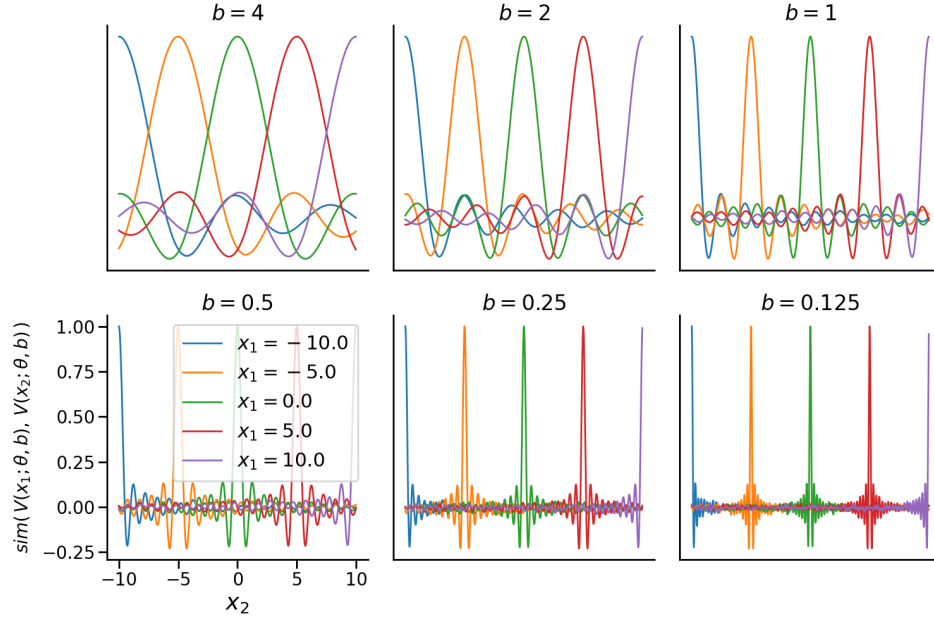 b = 4
b = 2
b = 1
b = 0.5
b = 0.25
b = 0.125
sim(V(x₁; θ, b), V(x₂; θ, b))
1.00
0.75
0.50
0.25
0.00
−0.25
x₁ = − 10.0
x₁ = − 5.0
x₁ = 0.0
x₁ = 5.0
x₁ = 10.0
−10 −5 0 5 10
x₂